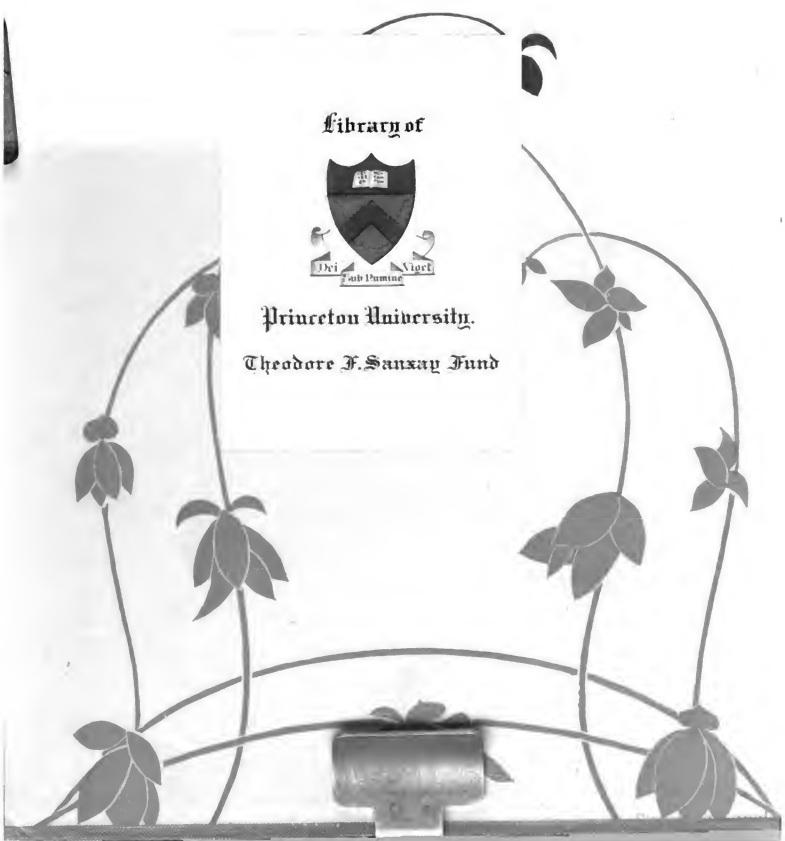 Library of
Dei Sub Numine Viget
Princeton University.
Theodore F. Sanxay Fund